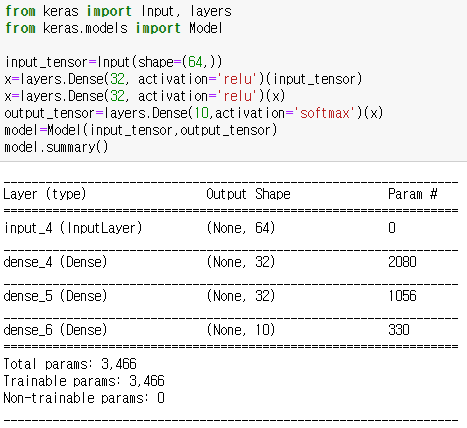 from keras import Input, layers
from keras.models import Model
input_tensor=Input(shape=(64,))
x=layers.Dense(32, activation='relu')(input_tensor)
x=layers.Dense(32, activation='relu')(x)
output_tensor=layers.Dense(10,activation='softmax')(x)
model=Model(input_tensor,output_tensor)
model.summary()
_________________________________________________________________
Layer (type)                 Output Shape              Param #
=================================================================
input_4 (InputLayer)         (None, 64)                0
_________________________________________________________________
dense_4 (Dense)              (None, 32)                2080
_________________________________________________________________
dense_5 (Dense)              (None, 32)                1056
_________________________________________________________________
dense_6 (Dense)              (None, 10)                330
=================================================================
Total params: 3,466
Trainable params: 3,466
Non-trainable params: 0
_________________________________________________________________